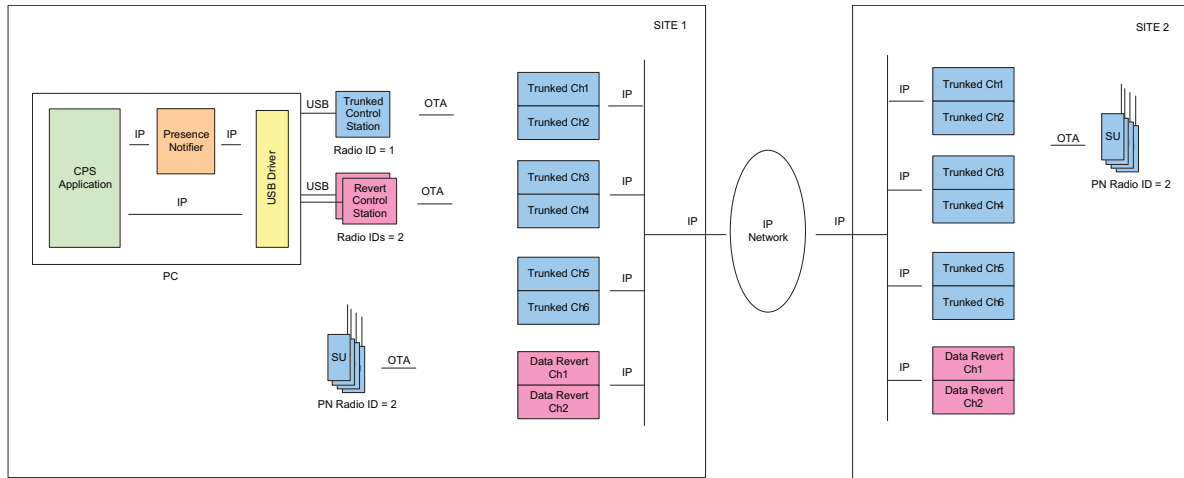 SITE 1
SITE 2
CPS
Application
IP
Presence
Notifier
IP
IP
USB Driver
PC
USB
Trunked
Control
Station
Radio ID = 1
OTA
USB
Revert
Control
Station
Radio IDs = 2
OTA
SU
PN Radio ID = 2
OTA
Trunked Ch1
Trunked Ch2
IP
Trunked Ch3
Trunked Ch4
IP
Trunked Ch5
Trunked Ch6
IP
Data Revert
Ch1
Data Revert
Ch2
IP
IP
IP
Network
IP
IP
Trunked Ch1
Trunked Ch2
IP
Trunked Ch3
Trunked Ch4
IP
Trunked Ch5
Trunked Ch6
IP
Data Revert
Ch1
Data Revert
Ch2
OTA
SU
PN Radio ID = 2